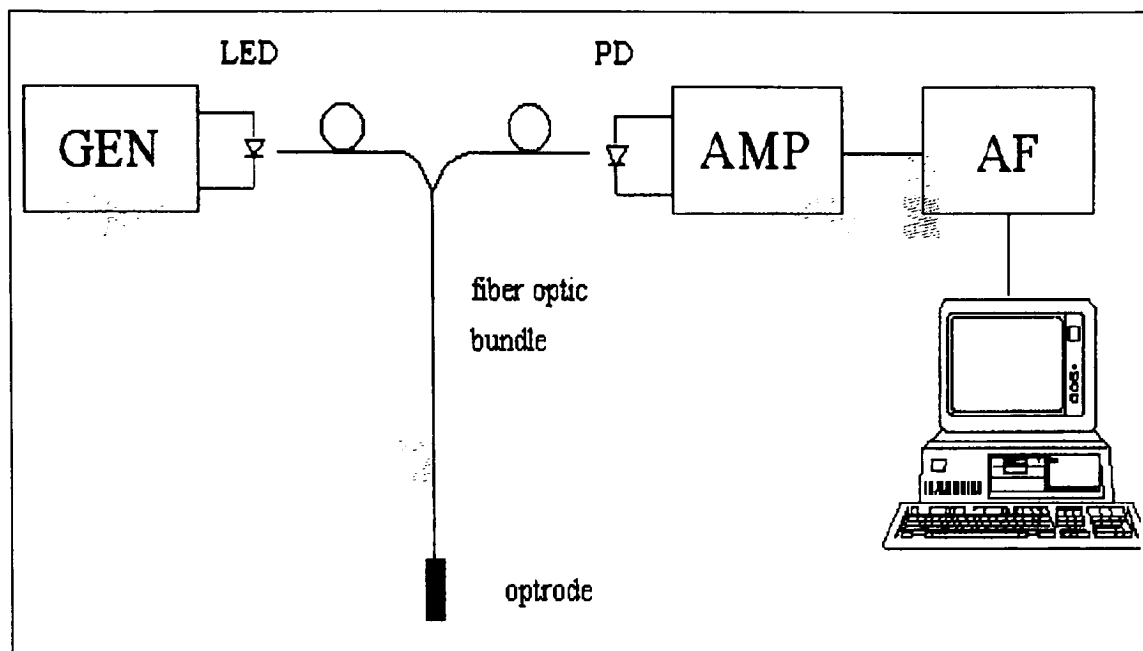 LED
PD
GEN
AMP
AF
fiber optic
bundle
optrode